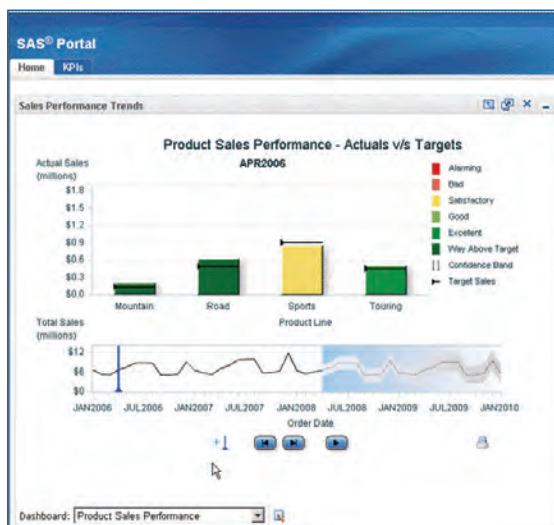 SAS® Portal
Home KPIs
Sales Performance Trends
Product Sales Performance - Actuals v/s Targets
APR2006
Actual Sales
(millions)
$1.8
$1.5
$1.2
$0.9
$0.6
$0.3
$0.0
Mountain Road Sports Touring
Product Line
Alarming
Bad
Satisfactory
Good
Excellent
Way Above Target
Confidence Band
Target Sales
Total Sales
(millions)
$12
$6
$0
JAN2006 JUL2006 JAN2007 JUL2007 JAN2008 JUL2008 JAN2009 JUL2009 JAN2010
Order Date
Dashboard: Product Sales Performance